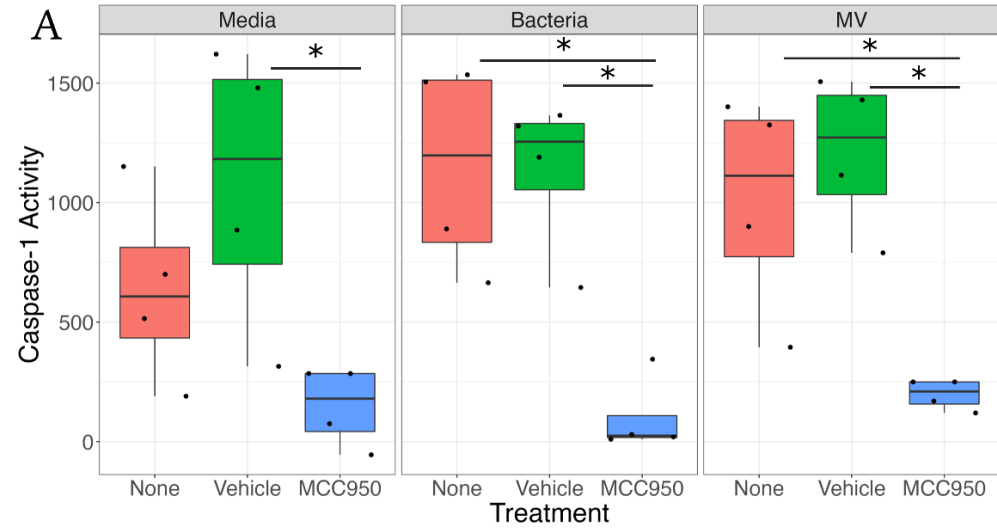 A
Media
Bacteria
MV
*
*
*
*
*
Caspase-1 Activity
1500
1000
500
0
None
Vehicle
MCC950
None
Vehicle
MCC950
None
Vehicle
MCC950
Treatment